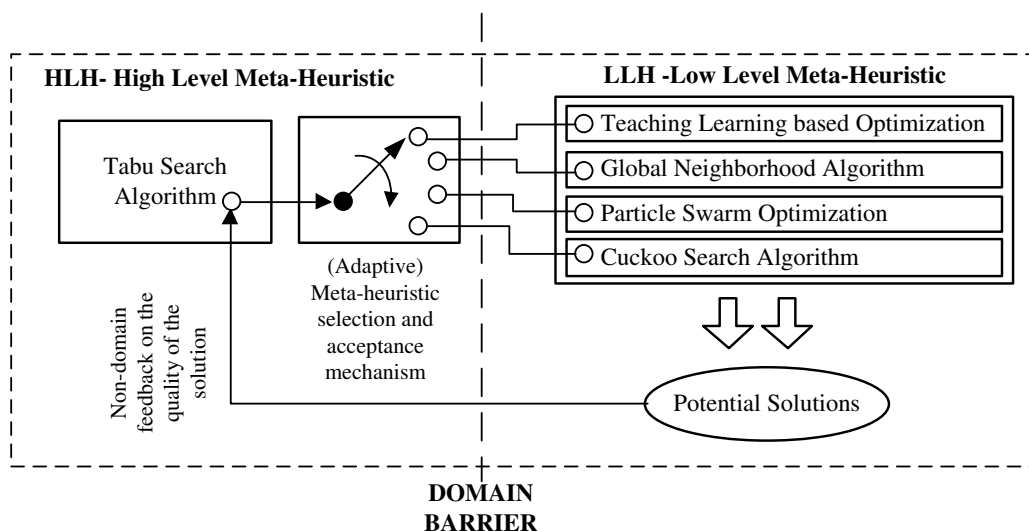 HLH- High Level Meta-Heuristic
Tabu Search
Algorithm
(Adaptive)
Meta-heuristic
selection and
acceptance
mechanism
Non-domain
feedback on the
quality of the
solution
LLH -Low Level Meta-Heuristic
Teaching Learning based Optimization
Global Neighborhood Algorithm
Particle Swarm Optimization
Cuckoo Search Algorithm
Potential Solutions
DOMAIN
BARRIER